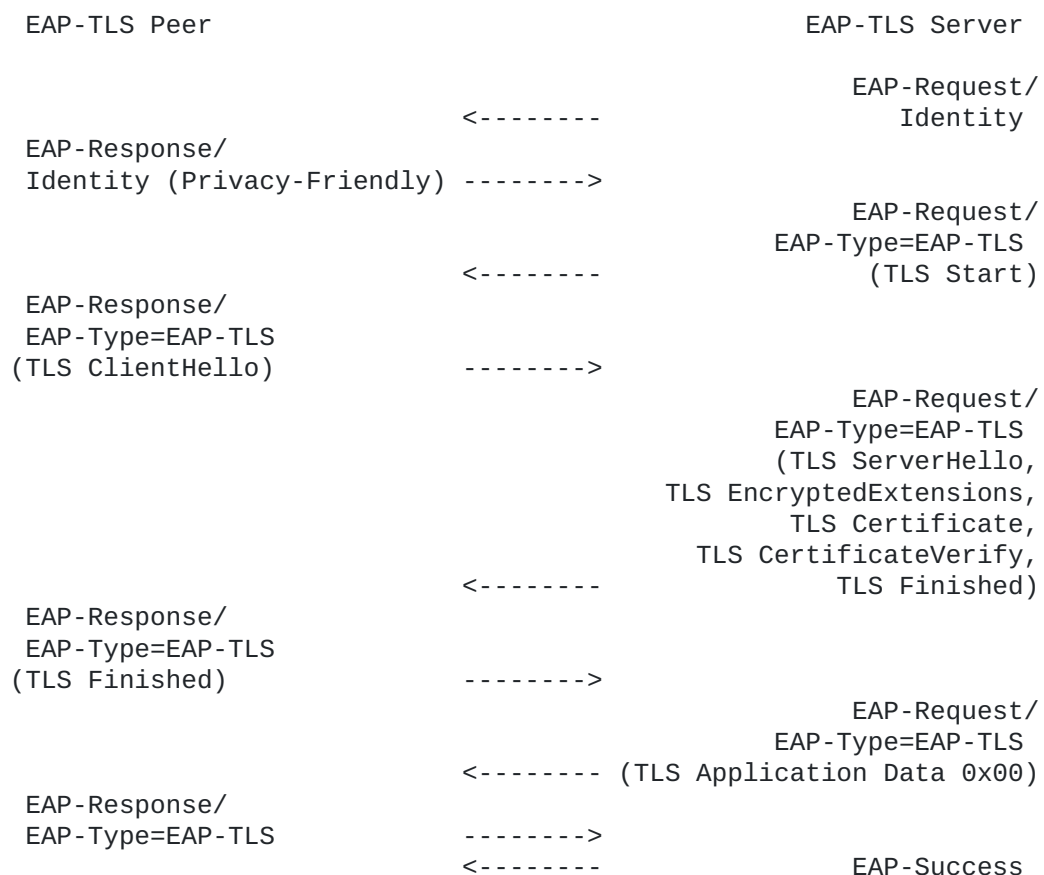 EAP-TLS Peer                                      EAP-TLS Server

                                                     EAP-Request/
                             <--------                  Identity
EAP-Response/
Identity (Privacy-Friendly) -------->
                                                     EAP-Request/
                                                EAP-Type=EAP-TLS
                             <--------                (TLS Start)
EAP-Response/
EAP-Type=EAP-TLS
(TLS ClientHello)            -------->
                                                     EAP-Request/
                                                EAP-Type=EAP-TLS
                                                (TLS ServerHello,
                                         TLS EncryptedExtensions,
                                                 TLS Certificate,
                                           TLS CertificateVerify,
                             <--------              TLS Finished)
EAP-Response/
EAP-Type=EAP-TLS
(TLS Finished)               -------->
                                                     EAP-Request/
                                                EAP-Type=EAP-TLS
                             <-------- (TLS Application Data 0x00)
EAP-Response/
EAP-Type=EAP-TLS             -------->
                             <--------               EAP-Success